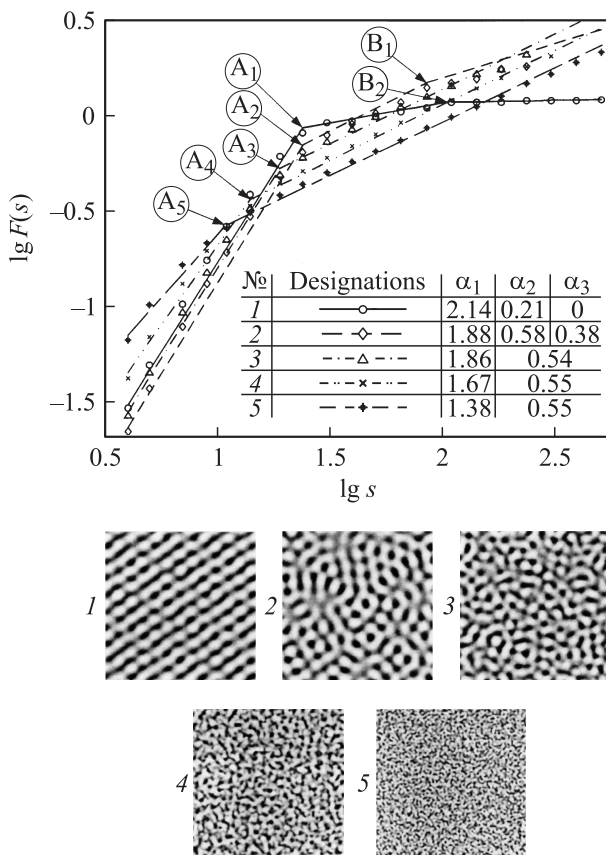 0.5
A₁
B₁
B₂
A₂
0
A₃
A₄
A₅
−0.5
lg F(s)
№ Designations α₁ α₂ α₃
1 2.14 0.21 0
2 1.88 0.58 0.38
3 1.86 0.54
4 1.67 0.55
5 1.38 0.55
−1
−1.5
0.5 1 1.5 2 2.5
lg s
1 2 3
4 5